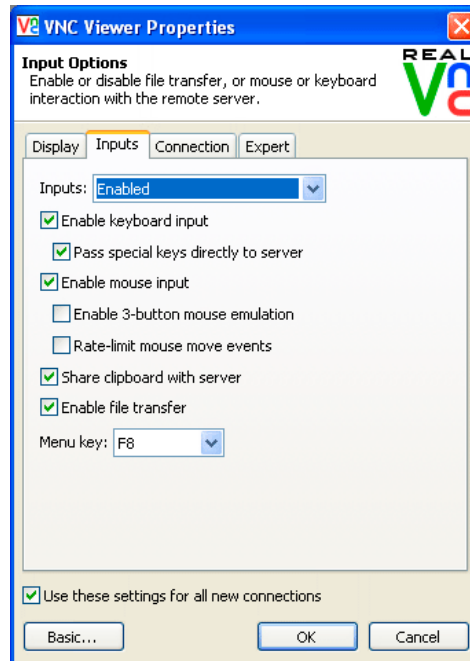 VNC Viewer Properties
Input Options
Enable or disable file transfer, or mouse or keyboard
interaction with the remote server.
REAL
VNC
Display Inputs Connection Expert
Inputs: Enabled
Enable keyboard input
Pass special keys directly to server
Enable mouse input
Enable 3-button mouse emulation
Rate-limit mouse move events
Share clipboard with server
Enable file transfer
Menu key: F8
Use these settings for all new connections
Basic... OK Cancel